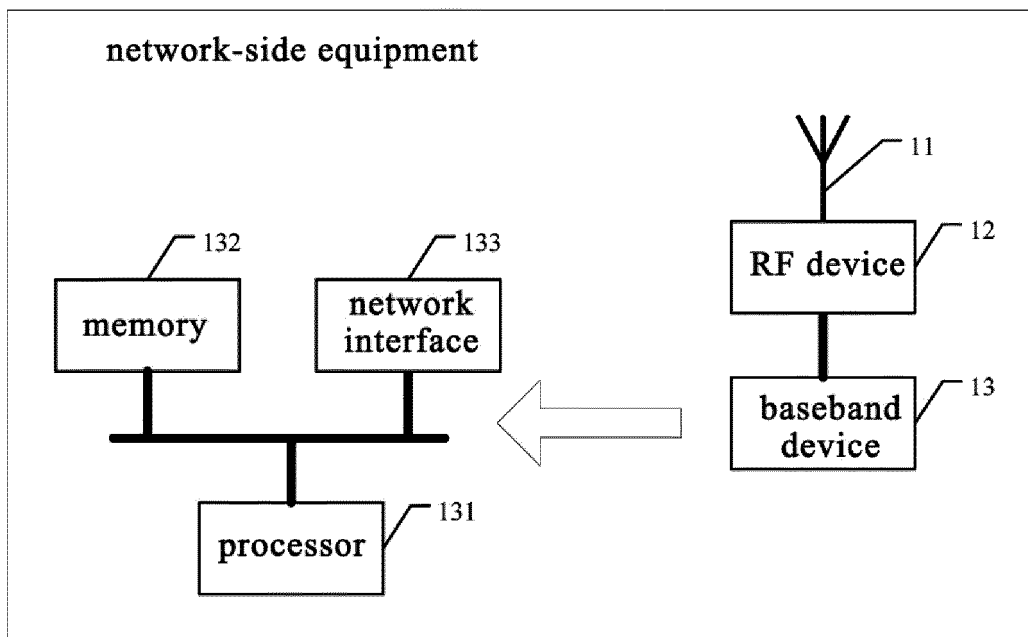 network-side equipment
11
12
RF device
132
133
memory
network
interface
13
baseband
device
131
processor